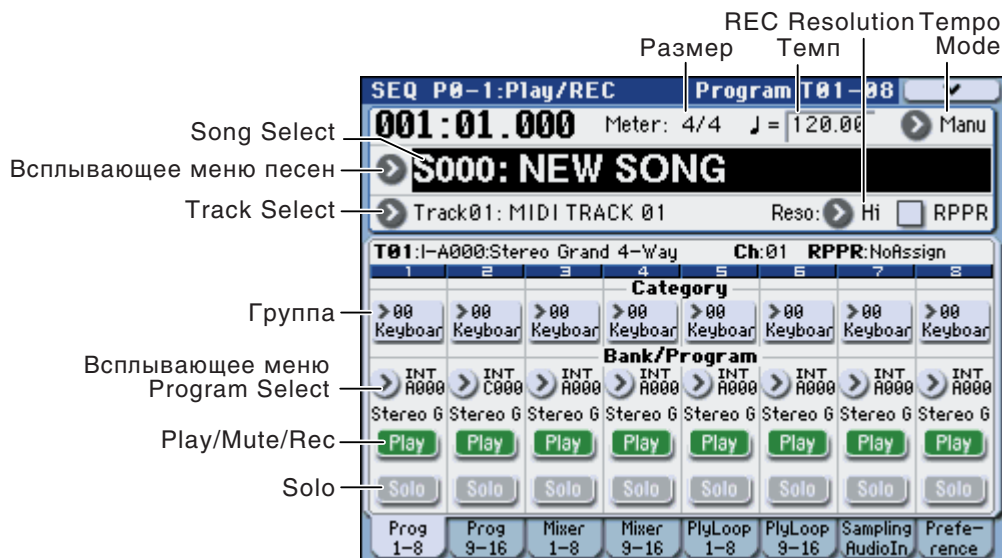 REC Resolution Tempo
Размер Темп Mode
SEQ P0-1:Play/REC Program T01-08
001:01.000 Meter: 4/4 ♩= 120.00 Manu
Song Select
S000: NEW SONG
Всплывающее меню песен
Track Select
Track01: MIDI TRACK 01 Reso: Hi RPPR
T01:I-A000:Stereo Grand 4-Way Ch:01 RPPR:NoAssign
1 2 3 4 5 6 7 8
Category
Группа
00 00 00 00 00 00 00 00
Keyboar Keyboar Keyboar Keyboar Keyboar Keyboar Keyboar Keyboar
Bank/Program
Всплывающее меню
Program Select
INT INT INT INT INT INT INT INT
A000 C000 A000 A000 A000 A000 A000 A000
Stereo G Stereo G Stereo G Stereo G Stereo G Stereo G Stereo G Stereo G
Play/Mute/Rec
Play Play Play Play Play Play Play Play
Solo
Solo Solo Solo Solo Solo Solo Solo Solo
Prog Prog Mixer Mixer PlyLoop PlyLoop Sampling Prefe-
1-8 9-16 1-8 9-16 1-8 9-16 AudioIn rence